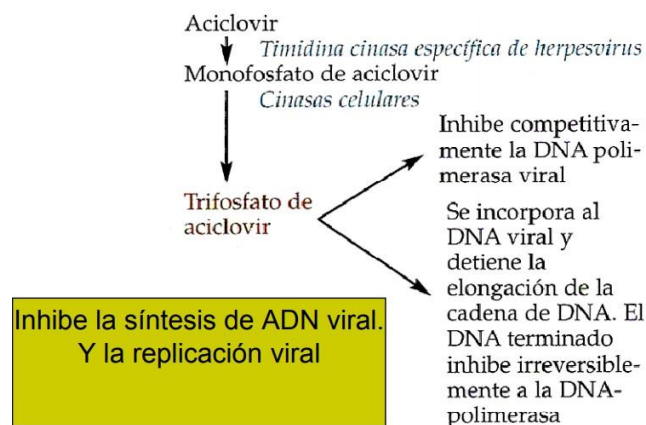 Aciclovir
Timidina cinasa específica de herpesvirus
Monofosfato de aciclovir
Cinasas celulares
Inhibe competitiva-
mente la DNA poli-
merasa viral
Trifosfato de
aciclovir
Se incorpora al
DNA viral y
detiene la
elongación de la
cadena de DNA. El
DNA terminado
inhibe irreversible-
mente a la DNA-
polimerasa
Inhibe la síntesis de ADN viral.
Y la replicación viral